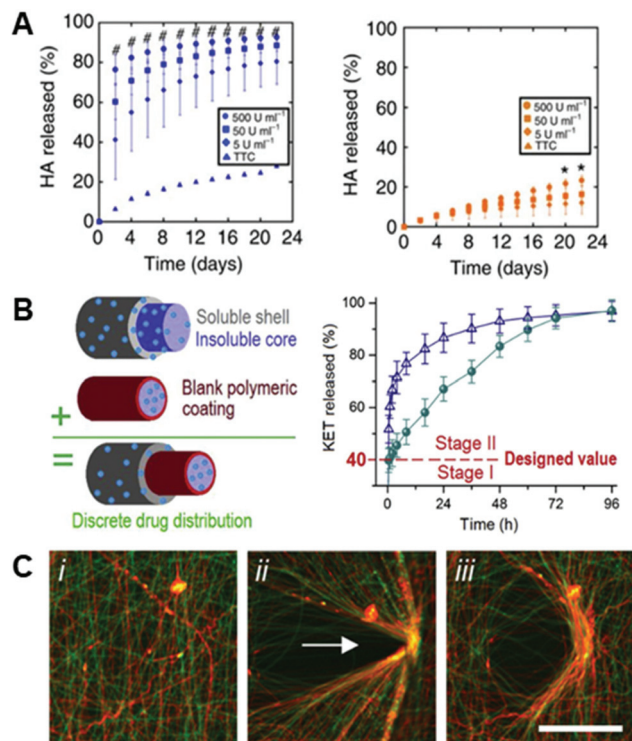 A
HA released (%)
100
80
60
40
20
0
# # # # # # # # # # #
500 U ml⁻¹
50 U ml⁻¹
5 U ml⁻¹
TTC
0 4 8 12 16 20 24
Time (days)
HA released (%)
100
80
60
40
20
0
500 U ml⁻¹
50 U ml⁻¹
5 U ml⁻¹
TTC
★ ★
0 4 8 12 16 20 24
Time (days)
B
Soluble shell
Insoluble core
+
Blank polymeric
coating
=
Discrete drug distribution
KET released (%)
100
80
60
40
Stage II
Stage I
Designed value
0 24 48 72 96
Time (h)
C
i
ii
iii